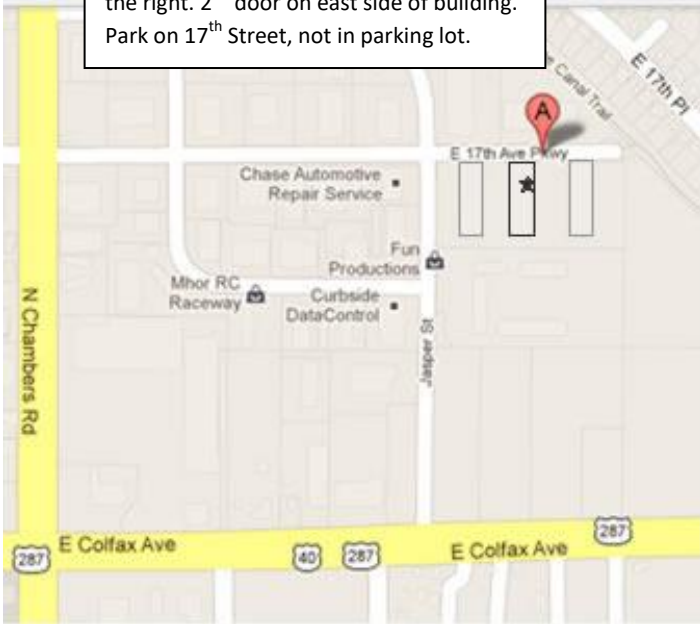 the right. 2nd door on east side of building.
Park on 17th Street, not in parking lot.
E 17th Pl
Canal Trail
A
E 17th Ave Pkwy
Chase Automotive
Repair Service
Fun
Productions
Mhor RC
Raceway
Curbside
DataControl
N Chambers Rd
Jasper St
287
E Colfax Ave
40
287
E Colfax Ave
287